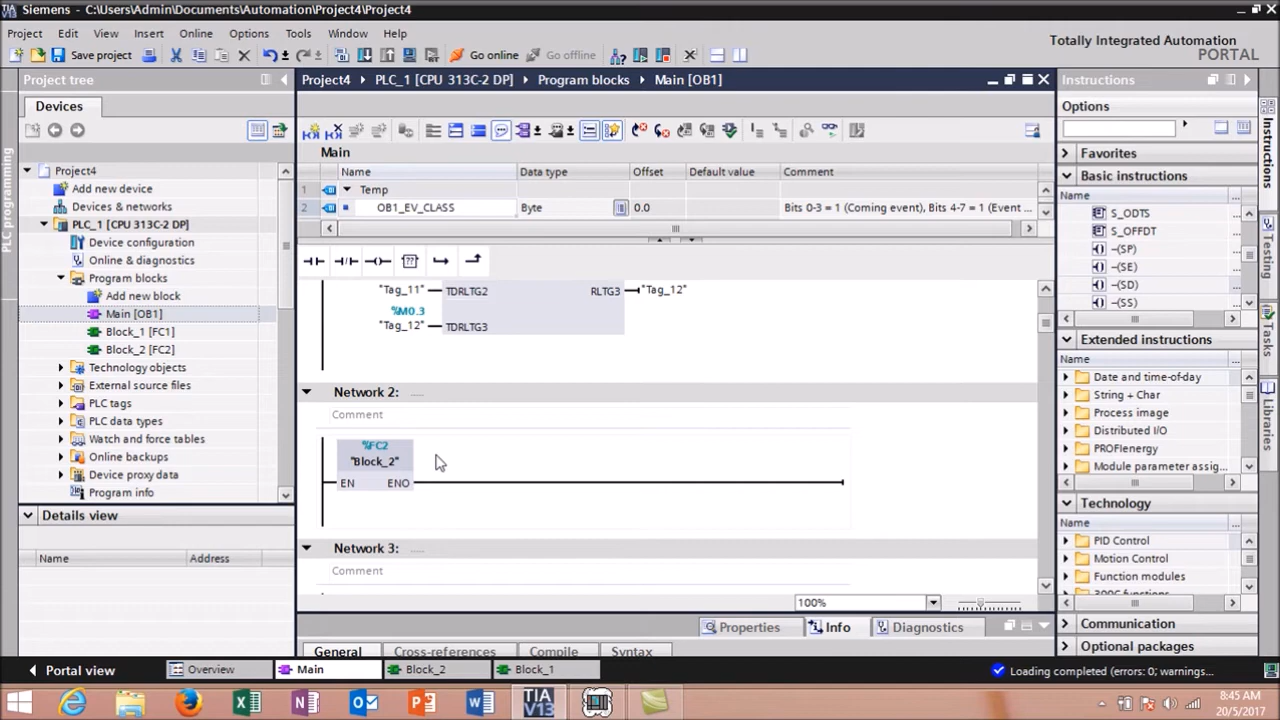 Siemens - C:\Users\Admin\Documents\Automation\Project4\Project4
Project Edit View Insert Online Options Tools Window Help
Totally Integrated Automation
PORTAL
Save project Go online Go offline
Project tree
Project4 PLC_1 [CPU 313C-2 DP] Program blocks Main [OB1]
Instructions
Devices
Options
PLC programming
Main
Name Data type Offset Default value Comment
1 Temp
2 OB1_EV_CLASS Byte 0.0 Bits 0-3 = 1 (Coming event), Bits 4-7 = 1 (Event ...
Project4
Add new device
Devices & networks
PLC_1 [CPU 313C-2 DP]
Device configuration
Online & diagnostics
Program blocks
Add new block
Main [OB1]
Block_1 [FC1]
Block_2 [FC2]
Technology objects
External source files
PLC tags
PLC data types
Watch and force tables
Online backups
Device proxy data
Program info
Details view
Name Address
"Tag_11" TDRLTG2 RLTG3 "Tag_12"
%M0.3
"Tag_12" TDRLTG3
Network 2: .....
Comment
%FC2
"Block_2"
EN ENO
Network 3: .....
Comment
100%
Properties Info Diagnostics
General Cross-references Compile Syntax
Favorites
Basic instructions
Name ...
S_ODTS ...
S_OFFDT ...
-(SP) ...
-(SE) ...
-(SD) ...
-(SS) ...
Extended instructions
Name
Date and time-of-day
String + Char
Process image
Distributed I/O
PROFIenergy
Module parameter assig...
Technology
Name ...
PID Control
Motion Control
Function modules
300C functions
Communication
Optional packages
Instructions
Testing
Tasks
Libraries
Portal view Overview Main Block_2 Block_1 Loading completed (errors: 0; warnings...
TIA
V13
8:45 AM
20/5/2017